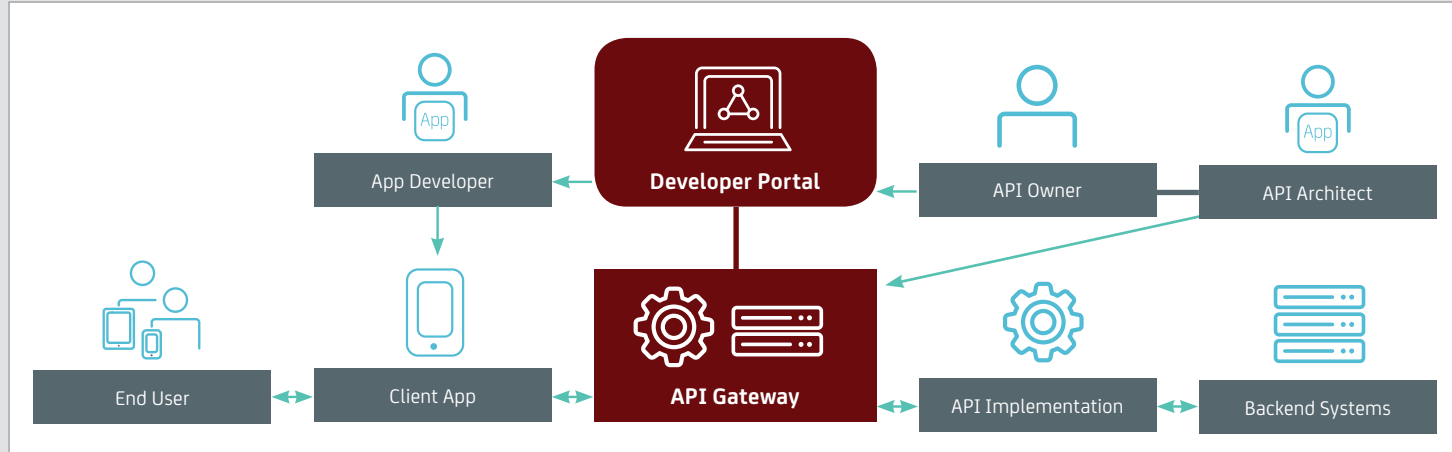 App
App
App Developer
Developer Portal
API Owner
API Architect
End User
Client App
API Gateway
API Implementation
Backend Systems